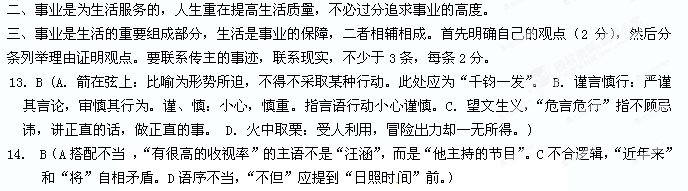 二、事业是为生活服务的，人生重在提高生活质量，不必过分追求事业的高度。
三、事业是生活的重要组成部分，生活是事业的保障，二者相辅相成。首先明确自己的观点（2 分），然后分
条列举理由证明观点。要联系传主的事迹，联系现实，不少于 3 条，每条 2 分。
13. B（A. 箭在弦上：比喻为形势所迫，不得不采取某种行动。此处应为“千钧一发”。 B. 谨言慎行：严谨
其言论，审慎其行为。谨、慎：小心，慎重。指言语行动小心谨慎。C. 望文生义，“危言危行”指不顾忌
讳，讲正直的话，做正直的事。 D. 火中取栗：受人利用，冒险出力却一无所得。）
14. B（A 搭配不当 ，“有很高的收视率”的主语不是“汪涵”，而是“他主持的节目”。C 不合逻辑，“近年来”
和“将”自相矛盾。D 语序不当，“不但”应提到“日照时间”前。）